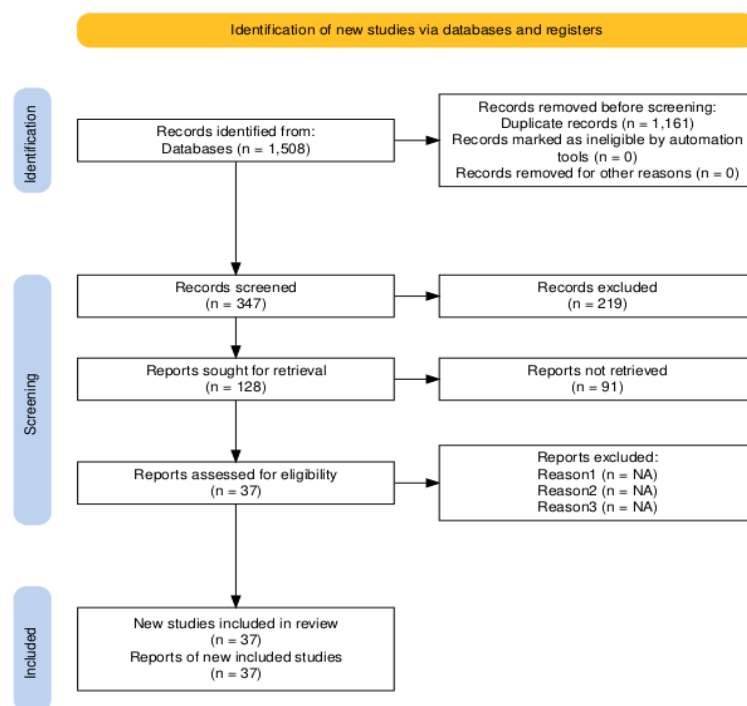 Identification of new studies via databases and registers
Identification
Records identified from:
Databases (n = 1,508)
Records removed before screening:
Duplicate records (n = 1,161)
Records marked as ineligible by automation
tools (n = 0)
Records removed for other reasons (n = 0)
Screening
Records screened
(n = 347)
Records excluded
(n = 219)
Reports sought for retrieval
(n = 128)
Reports not retrieved
(n = 91)
Reports assessed for eligibility
(n = 37)
Reports excluded:
Reason1 (n = NA)
Reason2 (n = NA)
Reason3 (n = NA)
Included
New studies included in review
(n = 37)
Reports of new included studies
(n = 37)